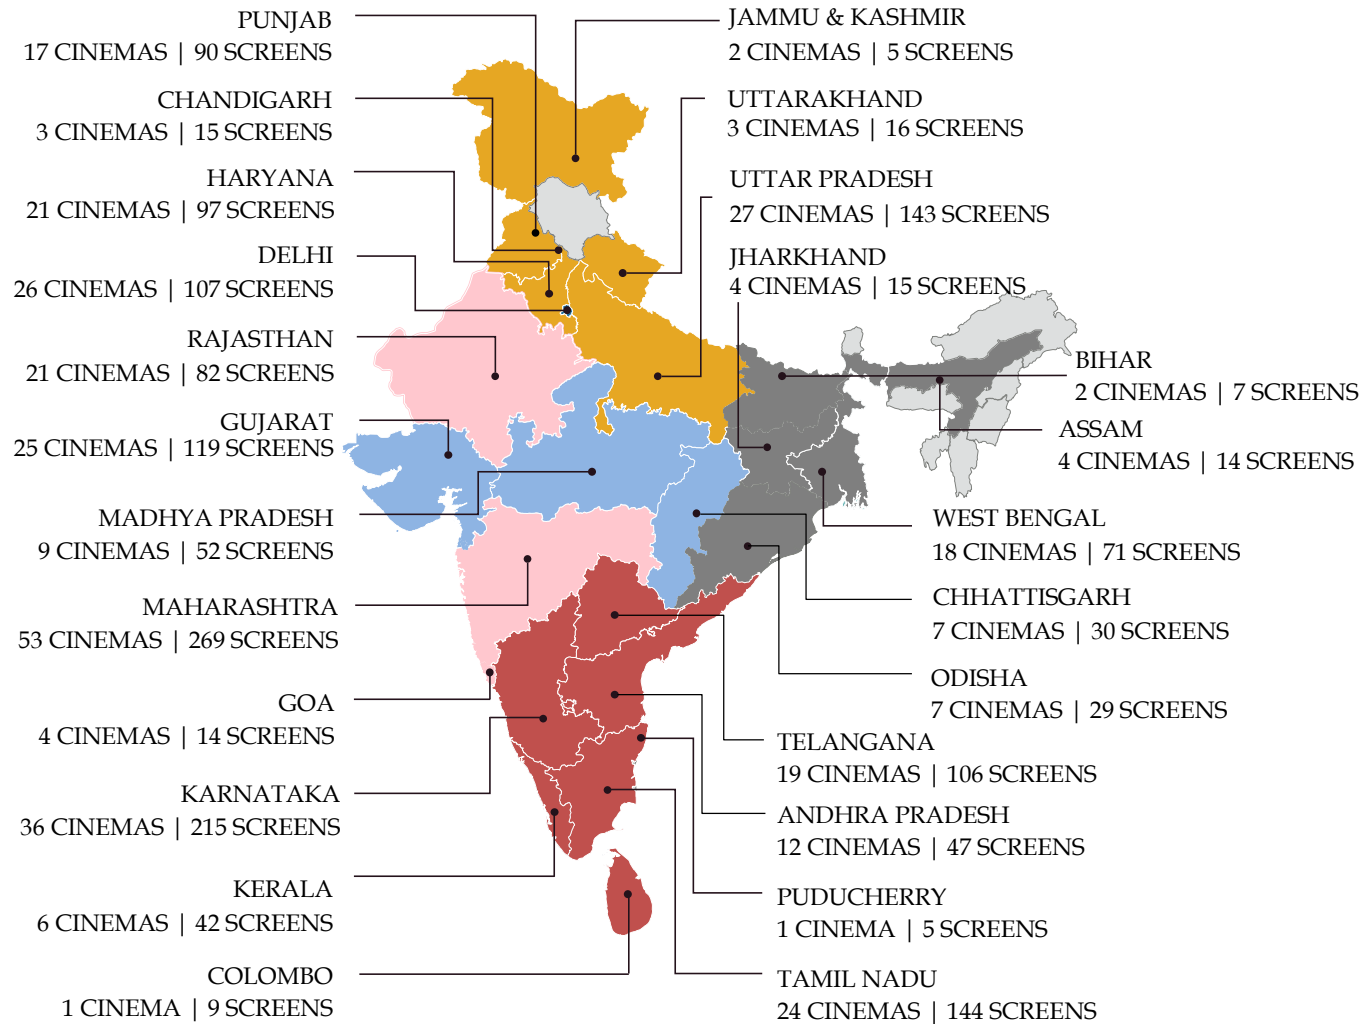 PUNJAB
17 CINEMAS | 90 SCREENS
CHANDIGARH
3 CINEMAS | 15 SCREENS
HARYANA
21 CINEMAS | 97 SCREENS
DELHI
26 CINEMAS | 107 SCREENS
RAJASTHAN
21 CINEMAS | 82 SCREENS
GUJARAT
25 CINEMAS | 119 SCREENS
MADHYA PRADESH
9 CINEMAS | 52 SCREENS
MAHARASHTRA
53 CINEMAS | 269 SCREENS
GOA
4 CINEMAS | 14 SCREENS
KARNATAKA
36 CINEMAS | 215 SCREENS
KERALA
6 CINEMAS | 42 SCREENS
COLOMBO
1 CINEMA | 9 SCREENS
JAMMU & KASHMIR
2 CINEMAS | 5 SCREENS
UTTARAKHAND
3 CINEMAS | 16 SCREENS
UTTAR PRADESH
27 CINEMAS | 143 SCREENS
JHARKHAND
4 CINEMAS | 15 SCREENS
BIHAR
2 CINEMAS | 7 SCREENS
ASSAM
4 CINEMAS | 14 SCREENS
WEST BENGAL
18 CINEMAS | 71 SCREENS
CHHATTISGARH
7 CINEMAS | 30 SCREENS
ODISHA
7 CINEMAS | 29 SCREENS
TELANGANA
19 CINEMAS | 106 SCREENS
ANDHRA PRADESH
12 CINEMAS | 47 SCREENS
PUDUCHERRY
1 CINEMA | 5 SCREENS
TAMIL NADU
24 CINEMAS | 144 SCREENS